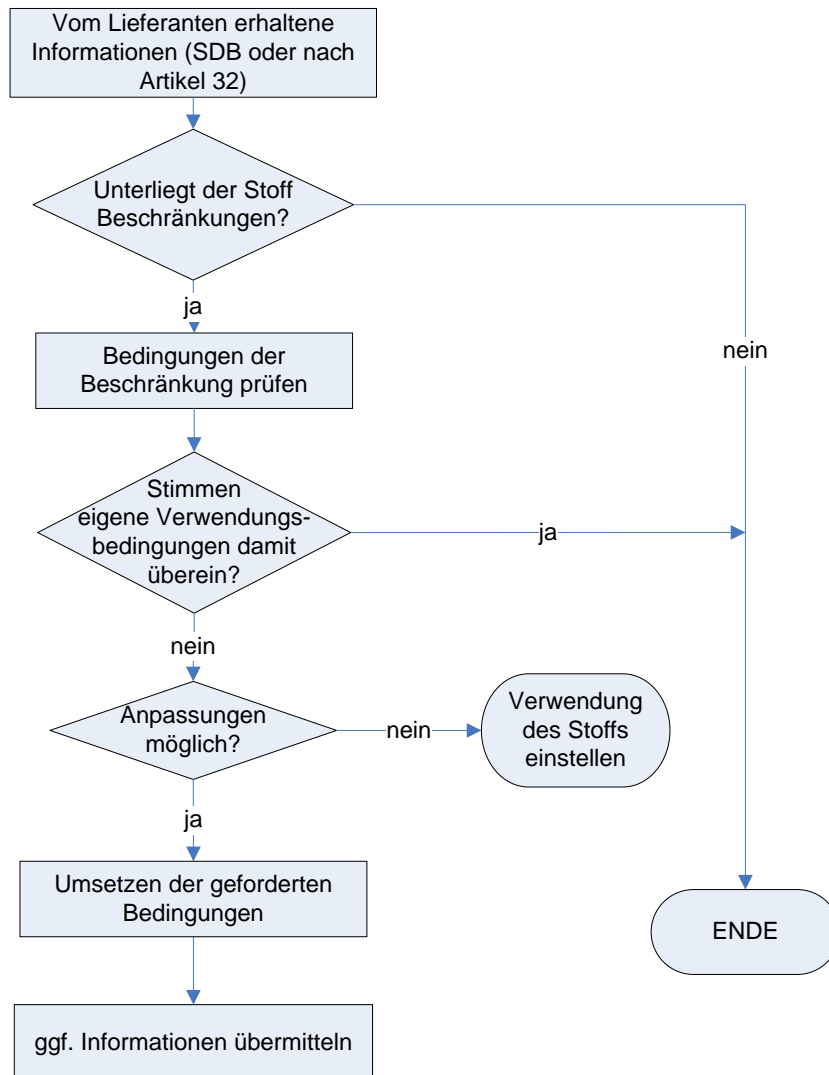 Vom Lieferanten erhaltene
Informationen (SDB oder nach
Artikel 32)
Unterliegt der Stoff
Beschränkungen?
ja
nein
Bedingungen der
Beschränkung prüfen
Stimmen
eigene Verwendungs-
bedingungen damit
überein?
ja
nein
Anpassungen
möglich?
nein
Verwendung
des Stoffs
einstellen
ja
Umsetzen der geforderten
Bedingungen
ENDE
ggf. Informationen übermitteln